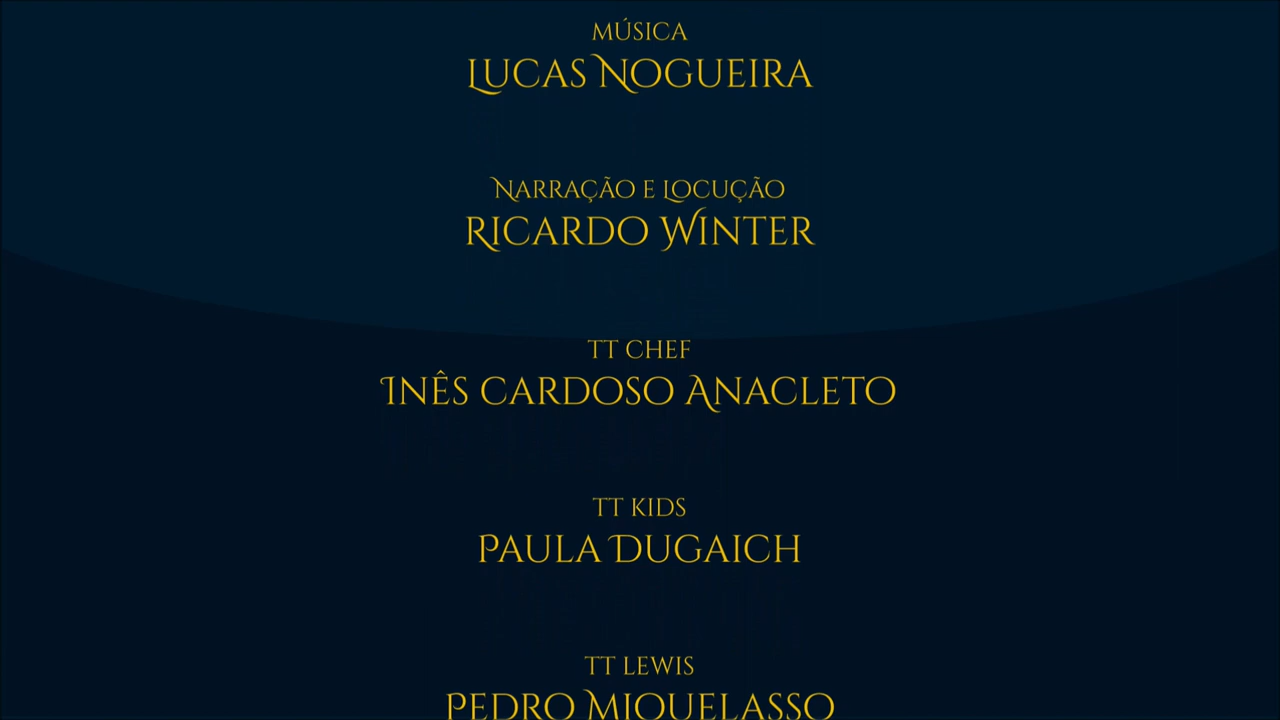 MÚSICA
LUCAS NOGUEIRA
NARRAÇÃO E LOCUÇÃO
RICARDO WINTER
TT CHEF
INÊS CARDOSO ANACLETO
TT KIDS
PAULA DUGAICH
TT LEWIS
PEDRO MIQUELASSO